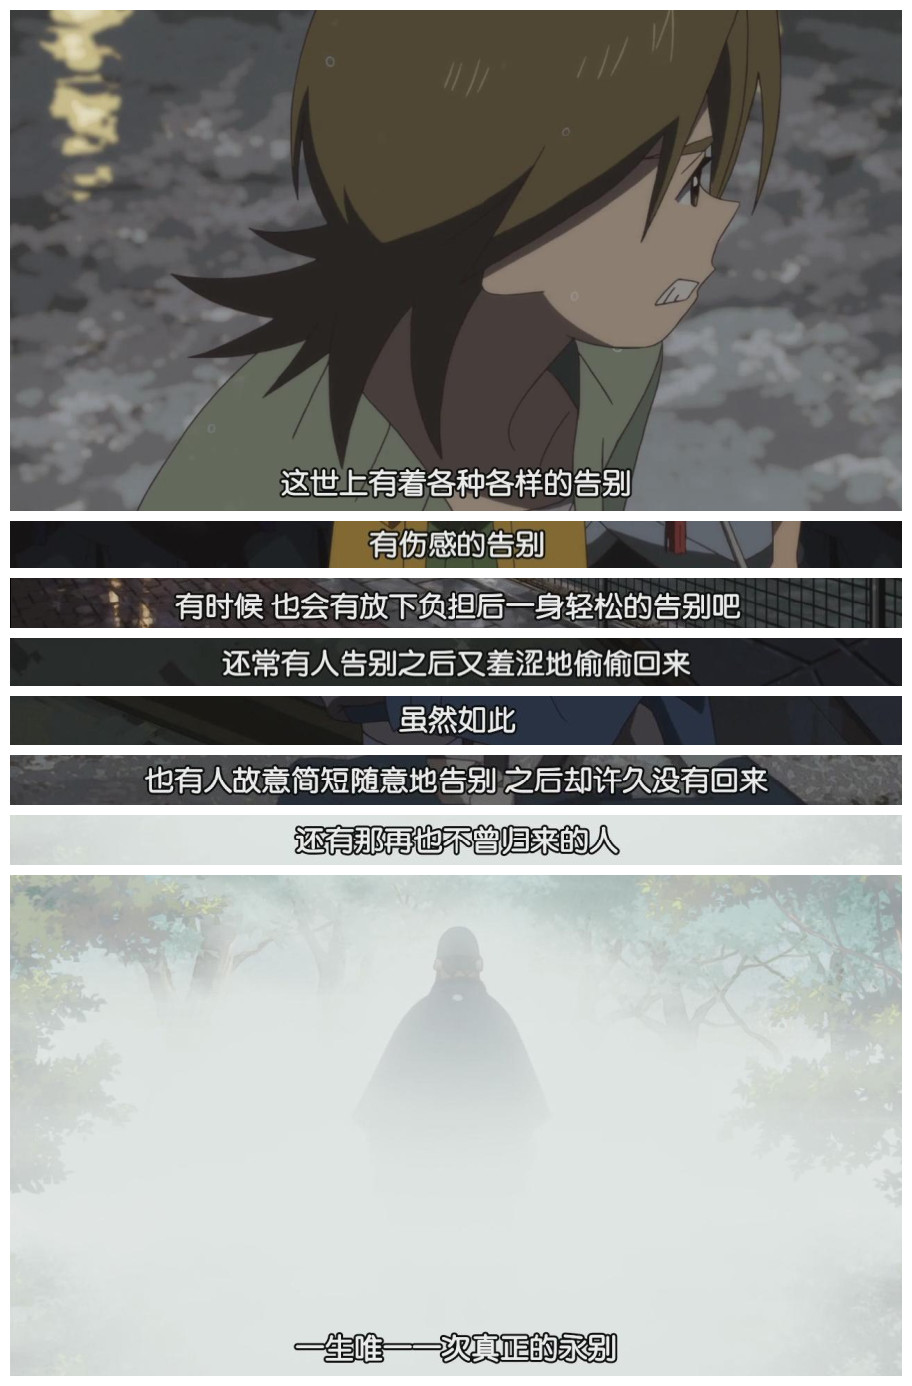 这世上有着各种各样的告别
有伤感的告别
有时候 也会有放下负担后一身轻松的告别吧
还常有人告别之后又羞涩地偷偷回来
虽然如此
也有人故意简短随意地告别 之后却许久没有回来
还有那再也不曾归来的人
一生唯一一次真正的永别